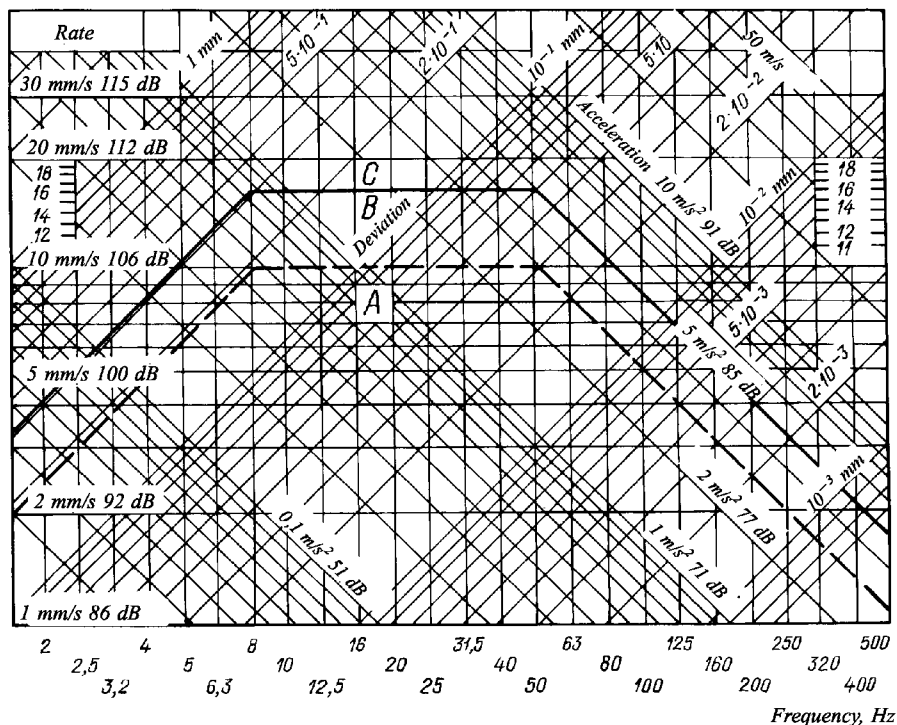 Rate
30 mm/s 115 dB
20 mm/s 112 dB
18
16
14
12
10 mm/s 106 dB
5 mm/s 100 dB
2 mm/s 92 dB
1 mm/s 86 dB
1 mm
5·10⁻¹
2·10⁻¹
10⁻¹ mm
5·10
2·10⁻²
50 m/s
Acceleration 10 m/s² 91 dB
10⁻² mm
18
16
14
12
11
C
B
Deviation
A
5·10⁻³
2·10⁻³
5 m/s² 85 dB
10⁻³ mm
2 m/s² 77 dB
1 m/s² 71 dB
0,1 m/s² 51 dB
2 4 8 16 31,5 63 125 250 500
2,5 5 10 20 40 80 160 320
3,2 6,3 12,5 25 50 100 200 400
Frequency, Hz